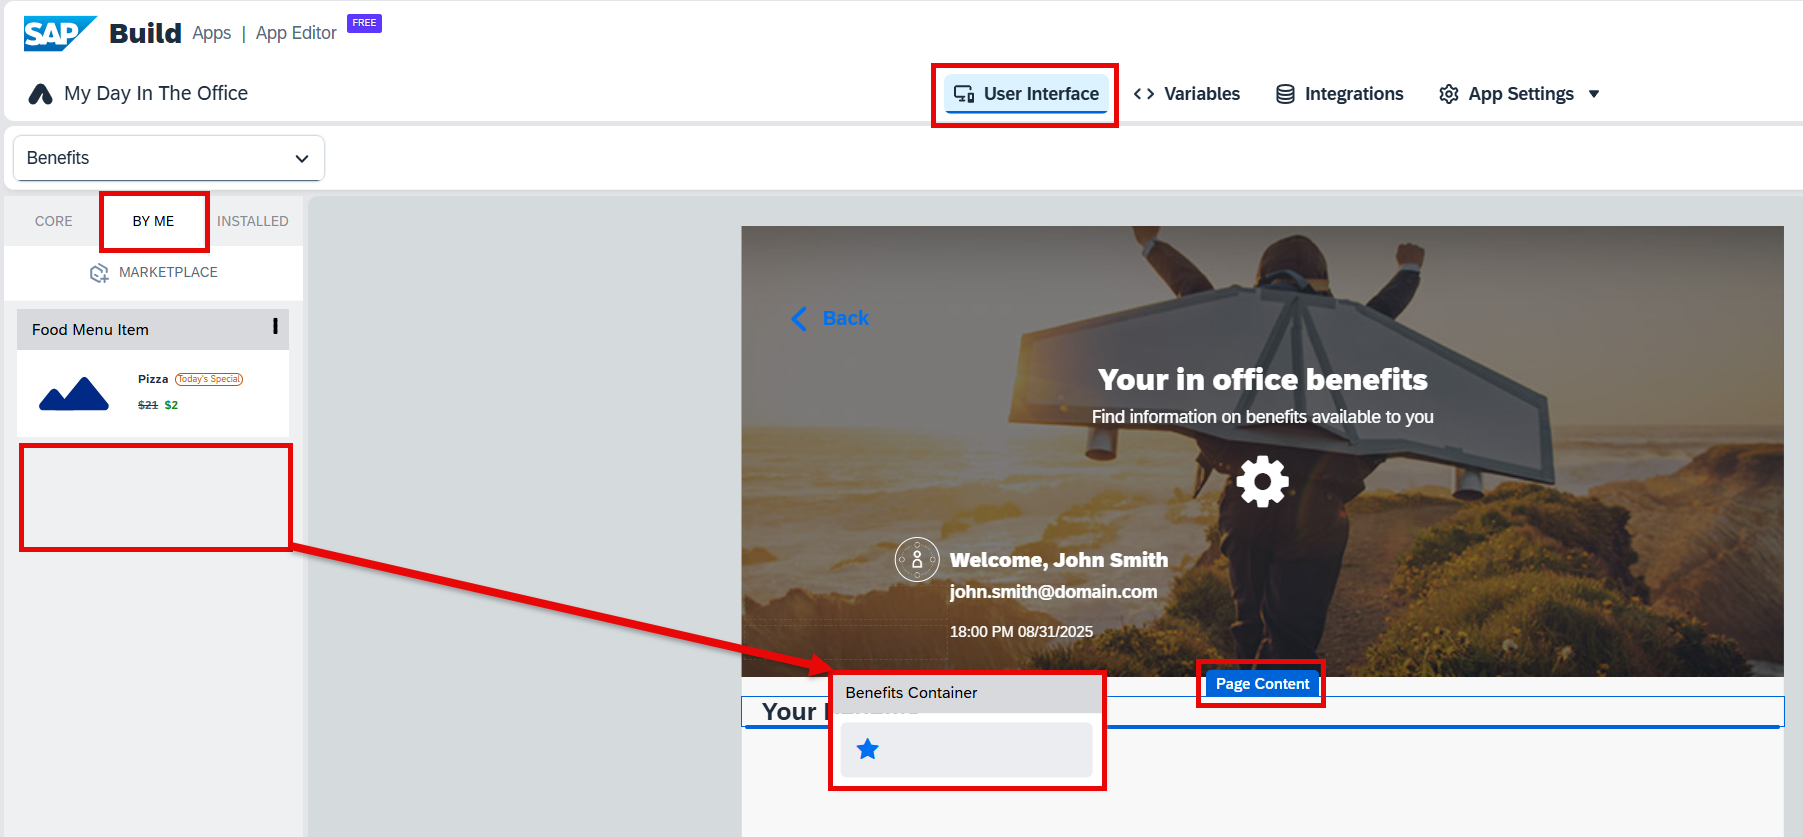 SAP Build Apps | App Editor FREE
My Day In The Office
User Interface
Variables
Integrations
App Settings
Benefits
CORE
BY ME
INSTALLED
MARKETPLACE
Food Menu Item
Pizza Today's Special
$21 $2
Back
Your in office benefits
Find information on benefits available to you
Welcome, John Smith
john.smith@domain.com
18:00 PM 08/31/2025
Page Content
Benefits Container
Your